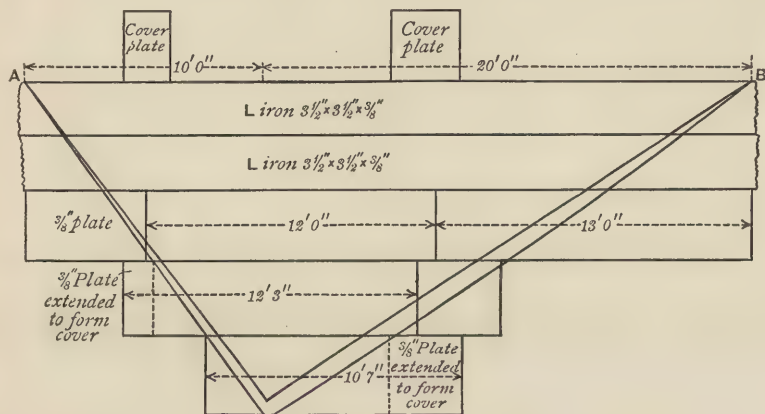 Cover
plate
Cover
plate
A
10'0"
20'0"
B
L iron 3½"×3½"×⅜"
L iron 3½"×3½"×⅜"
⅜"plate
12'0"
13'0"
⅜"Plate
extended
to form
cover
12'3"
⅜"Plate
extended
to form
cover
10'7"